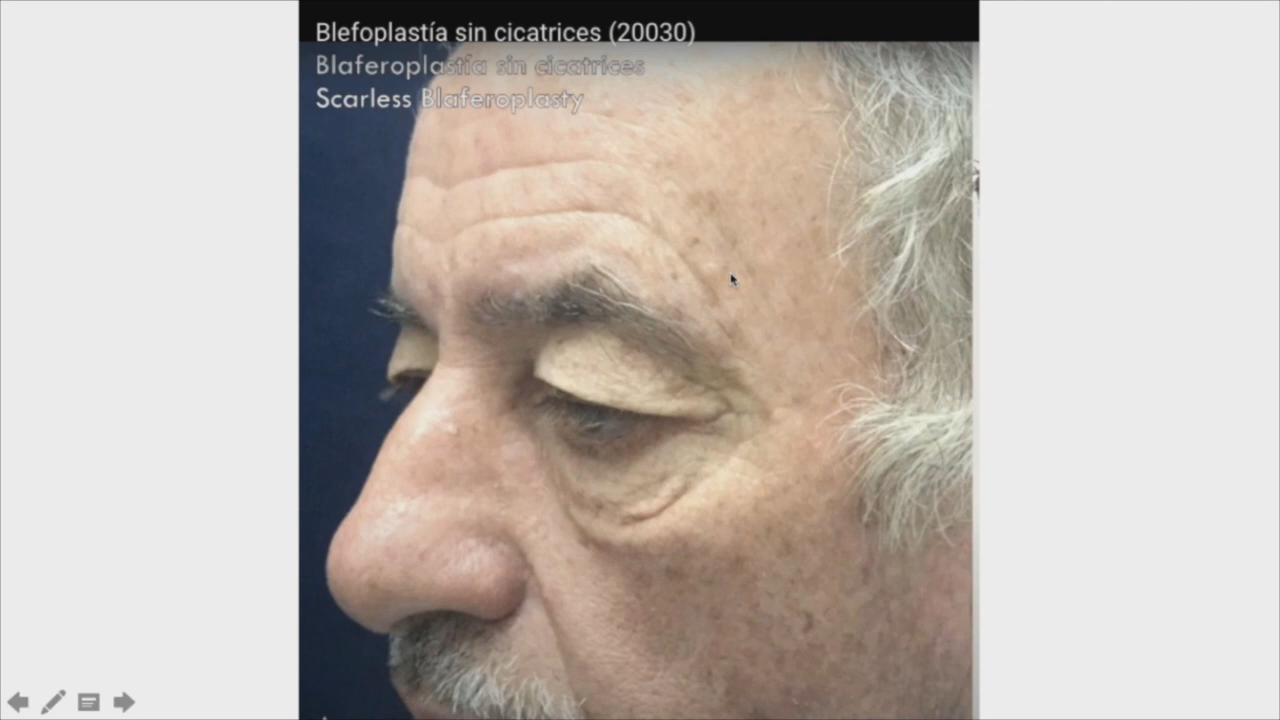 Blefoplastía sin cicatrices (20030)
Blaferoplastía sin cicatrices
Scarless Blaferoplasty